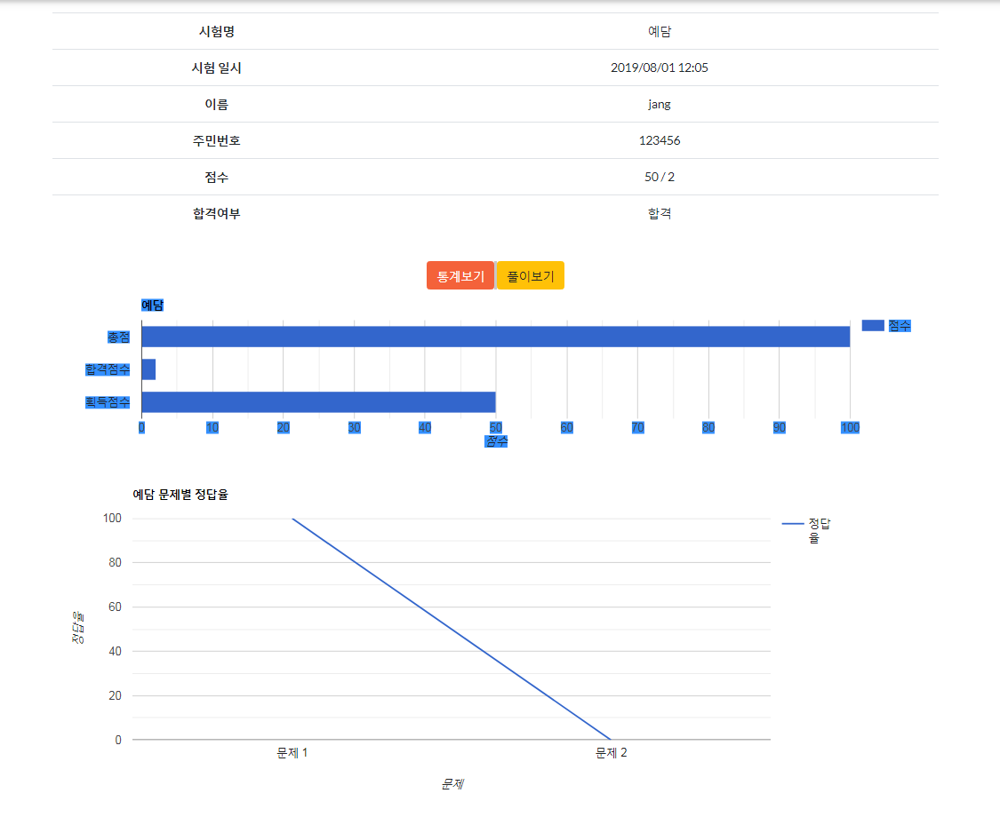 시험명 예담
시험 일시 2019/08/01 12:05
이름 jang
주민번호 123456
점수 50 / 2
합격여부 합격
통계보기 풀이보기
예담
총점
점수
합격점수
획득점수
0 10 20 30 40 50 60 70 80 90 100
점수
예담 문제별 정답율
100
정답
율
80
60
정답율
40
20
0
문제 1 문제 2
문제